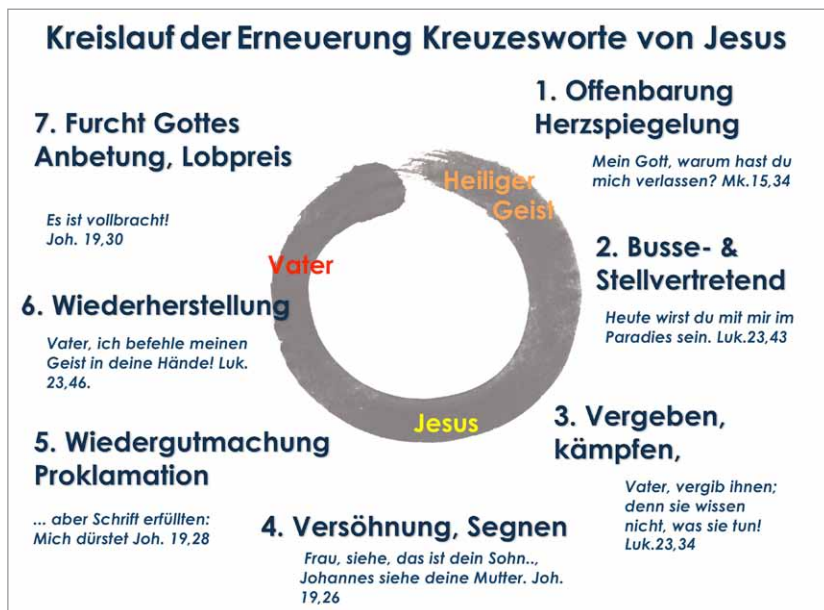 Kreislauf der Erneuerung Kreuzesworte von Jesus
1. Offenbarung
Herzspiegelung
Mein Gott, warum hast du
mich verlassen? Mk.15,34
2. Busse- &
Stellvertretend
Heute wirst du mit mir im
Paradies sein. Luk.23,43
3. Vergeben,
kämpfen,
Vater, vergib ihnen;
denn sie wissen
nicht, was sie tun!
Luk.23,34
4. Versöhnung, Segnen
Frau, siehe, das ist dein Sohn..,
Johannes siehe deine Mutter. Joh.
19,26
5. Wiedergutmachung
Proklamation
... aber Schrift erfüllten:
Mich dürstet Joh. 19,28
6. Wiederherstellung
Vater, ich befehle meinen
Geist in deine Hände! Luk.
23,46.
7. Furcht Gottes
Anbetung, Lobpreis
Es ist vollbracht!
Joh. 19,30
Heiliger
Geist
Vater
Jesus